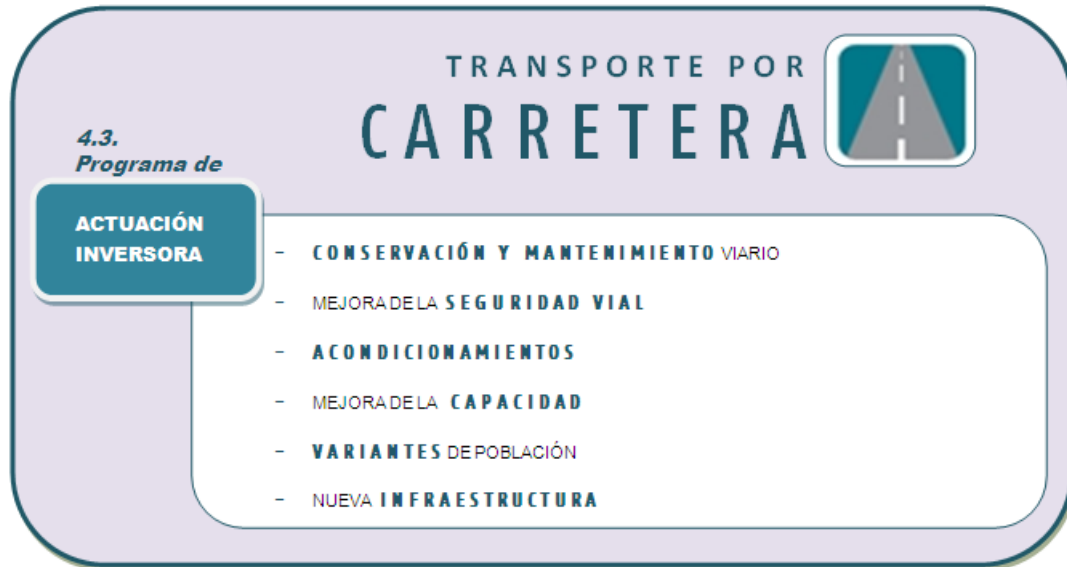 TRANSPORTE POR
CARRETERA
4.3.
Programa de
ACTUACIÓN
INVERSORA
- CONSERVACIÓN Y MANTENIMIENTO VIARIO
- MEJORA DE LA SEGURIDAD VIAL
- ACONDICIONAMIENTOS
- MEJORA DE LA CAPACIDAD
- VARIANTES DE POBLACIÓN
- NUEVA INFRAESTRUCTURA